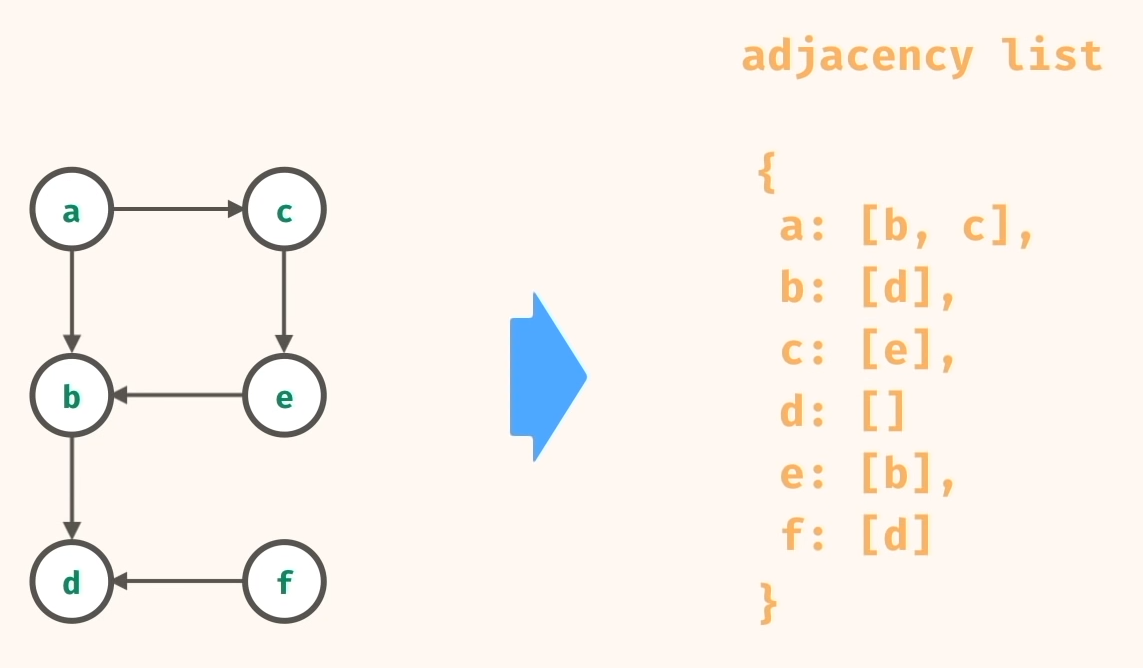 adjacency list
a c
b e
d f
{
a: [b, c],
b: [d],
c: [e],
d: []
e: [b],
f: [d]
}